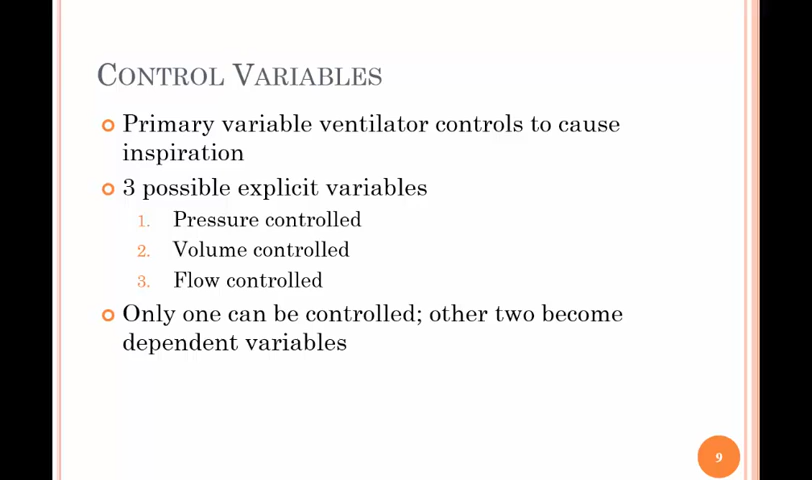 CONTROL VARIABLES
Primary variable ventilator controls to cause
inspiration
3 possible explicit variables
1. Pressure controlled
2. Volume controlled
3. Flow controlled
Only one can be controlled; other two become
dependent variables
9